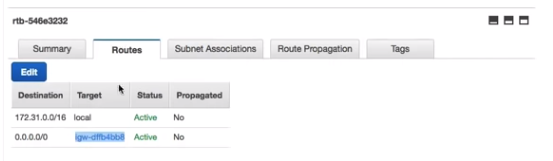 rtb-546e3232
Summary Routes Subnet Associations Route Propagation Tags
Edit
Destination Target Status Propagated
172.31.0.0/16 local Active No
0.0.0.0/0 igw-dffb4bb8 Active No